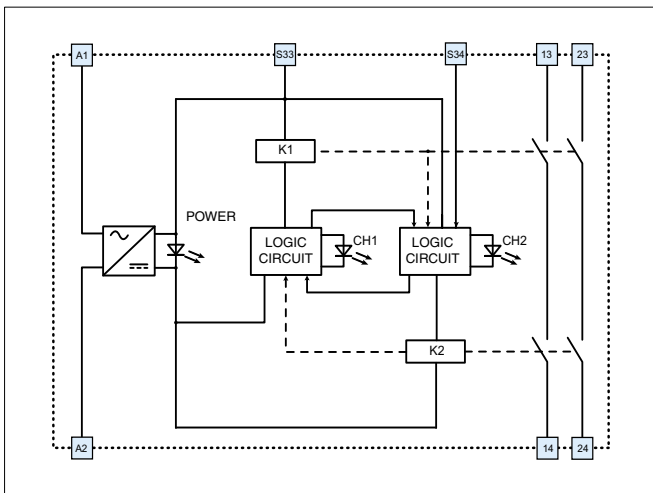 A1
S33
S34
13
23
K1
POWER
LOGIC
CIRCUIT
CH1
LOGIC
CIRCUIT
CH2
K2
A2
14
24